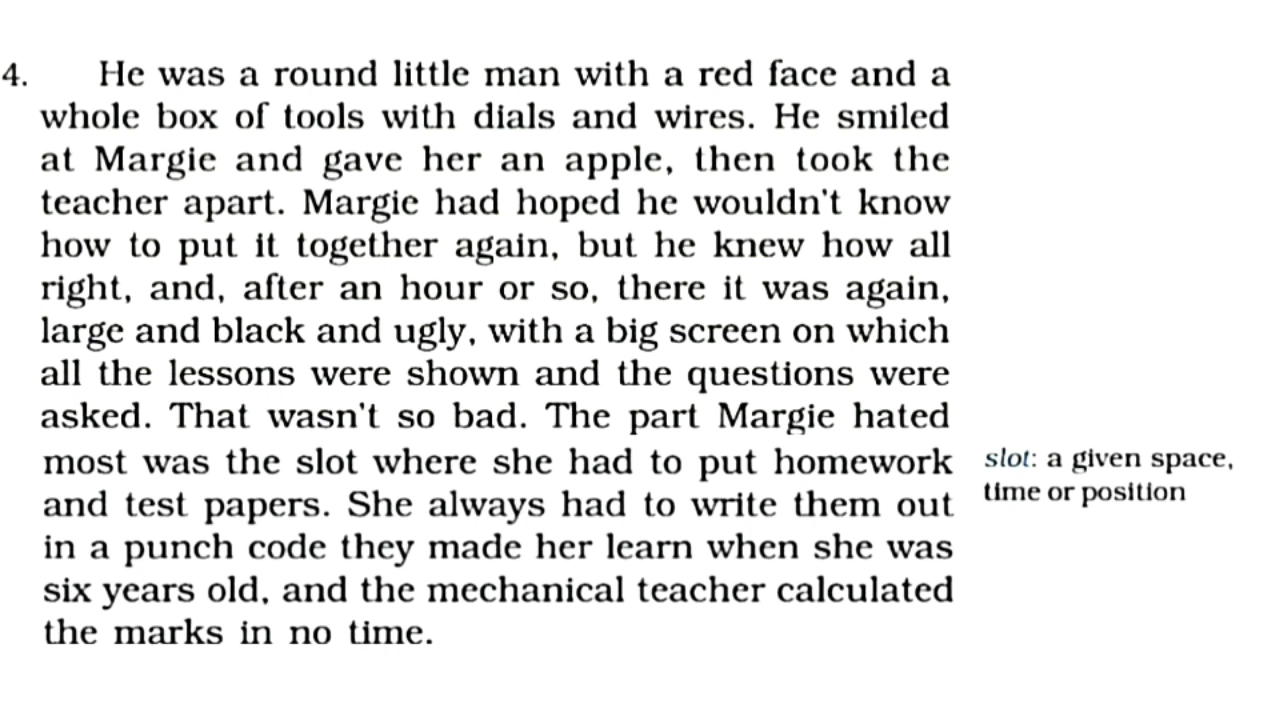 4. He was a round little man with a red face and a
whole box of tools with dials and wires. He smiled
at Margie and gave her an apple, then took the
teacher apart. Margie had hoped he wouldn't know
how to put it together again, but he knew how all
right, and, after an hour or so, there it was again,
large and black and ugly, with a big screen on which
all the lessons were shown and the questions were
asked. That wasn't so bad. The part Margie hated
most was the slot where she had to put homework
and test papers. She always had to write them out
in a punch code they made her learn when she was
six years old, and the mechanical teacher calculated
the marks in no time.
slot: a given space,
time or position